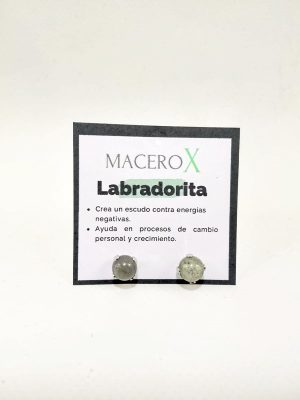 MACEROX
Labradorita
• Crea un escudo contra energías
negativas.
• Ayuda en procesos de cambio
personal y crecimiento.